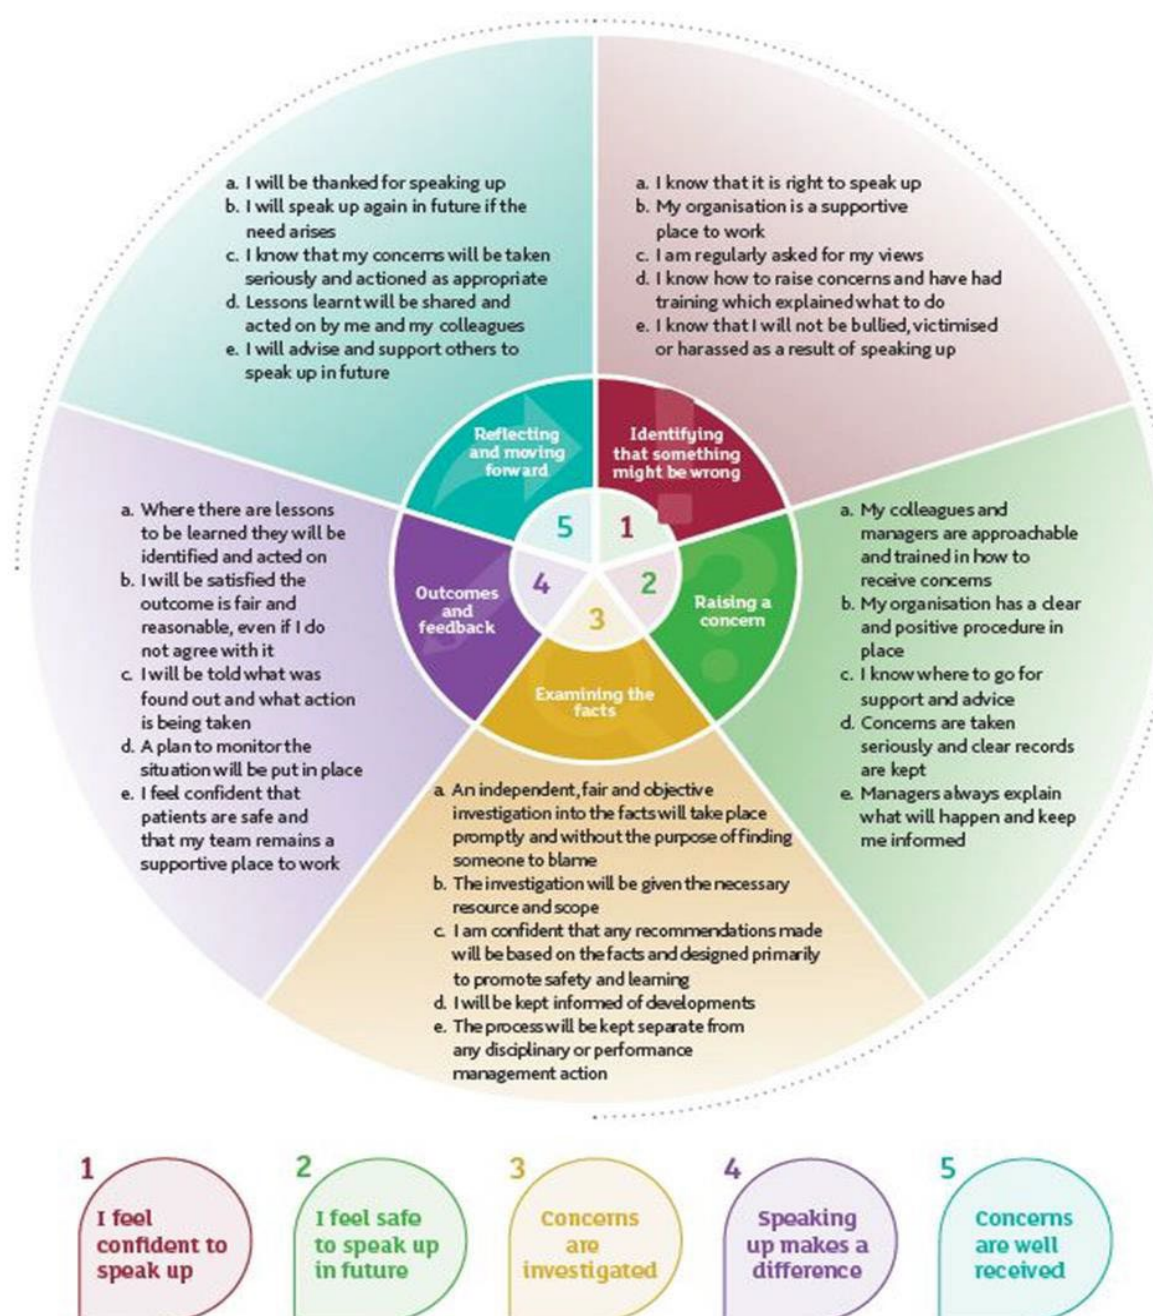 a. I will be thanked for speaking up
b. I will speak up again in future if the
need arises
c. I know that my concerns will be taken
seriously and actioned as appropriate
d. Lessons learnt will be shared and
acted on by me and my colleagues
e. I will advise and support others to
speak up in future
a. I know that it is right to speak up
b. My organisation is a supportive
place to work
c. I am regularly asked for my views
d. I know how to raise concerns and have had
training which explained what to do
e. I know that I will not be bullied, victimised
or harassed as a result of speaking up
Reflecting
and moving
forward
Identifying
that something
might be wrong
5
1
4
2
3
Outcomes
and
feedback
Raising a
concern
Examining the
facts
a. Where there are lessons
to be learned they will be
identified and acted on
b. I will be satisfied the
outcome is fair and
reasonable, even if I do
not agree with it
c. I will be told what was
found out and what action
is being taken
d. A plan to monitor the
situation will be put in place
e. I feel confident that
patients are safe and
that my team remains a
supportive place to work
a. My colleagues and
managers are approachable
and trained in how to
receive concerns
b. My organisation has a clear
and positive procedure in
place
c. I know where to go for
support and advice
d. Concerns are taken
seriously and clear records
are kept
e. Managers always explain
what will happen and keep
me informed
a. An independent, fair and objective
investigation into the facts will take place
promptly and without the purpose of finding
someone to blame
b. The investigation will be given the necessary
resource and scope
c. I am confident that any recommendations made
will be based on the facts and designed primarily
to promote safety and learning
d. I will be kept informed of developments
e. The process will be kept separate from
any disciplinary or performance
management action
1
I feel
confident to
speak up
2
I feel safe
to speak up
in future
3
Concerns
are
investigated
4
Speaking
up makes a
difference
5
Concerns
are well
received